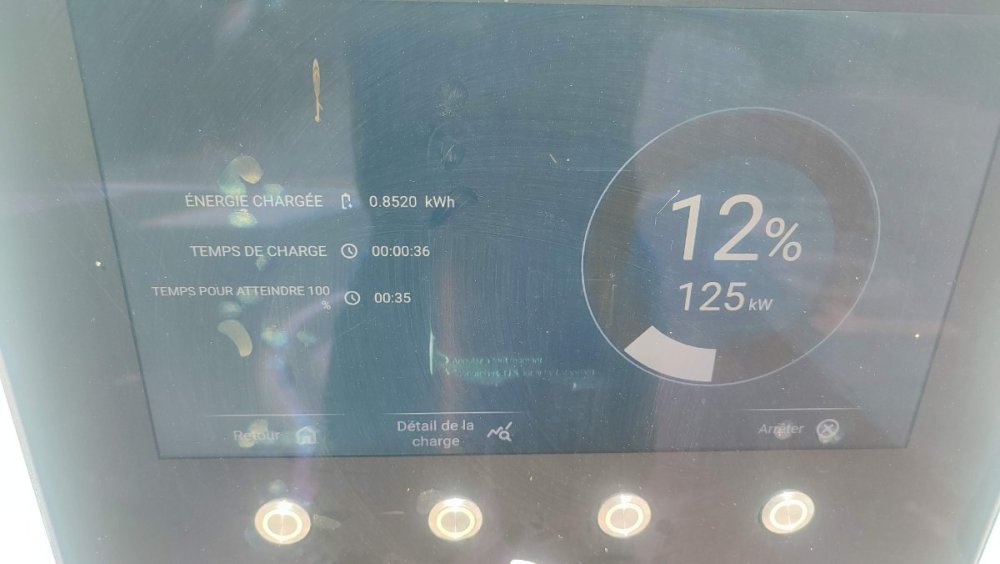 ÉNERGIE CHARGÉE 0.8520 kWh
TEMPS DE CHARGE 00:00:36
TEMPS POUR ATTEINDRE 100
% 00:35
12%
125 kW
Retour
Détail de la
charge
Arrêter